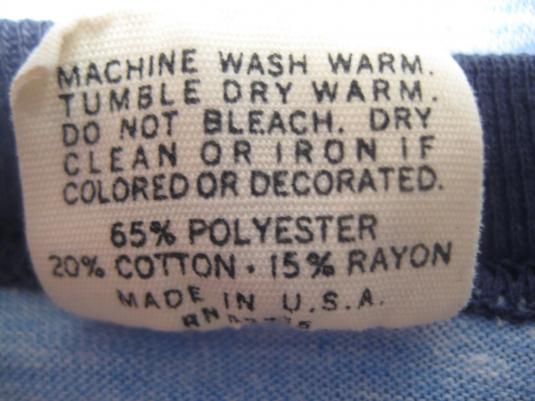 MACHINE WASH WARM.
TUMBLE DRY WARM.
DO NOT BLEACH. DRY
CLEAN OR IRON IF
COLORED OR DECORATED.
65% POLYESTER
20% COTTON • 15% RAYON
MADE IN U.S.A.
RN